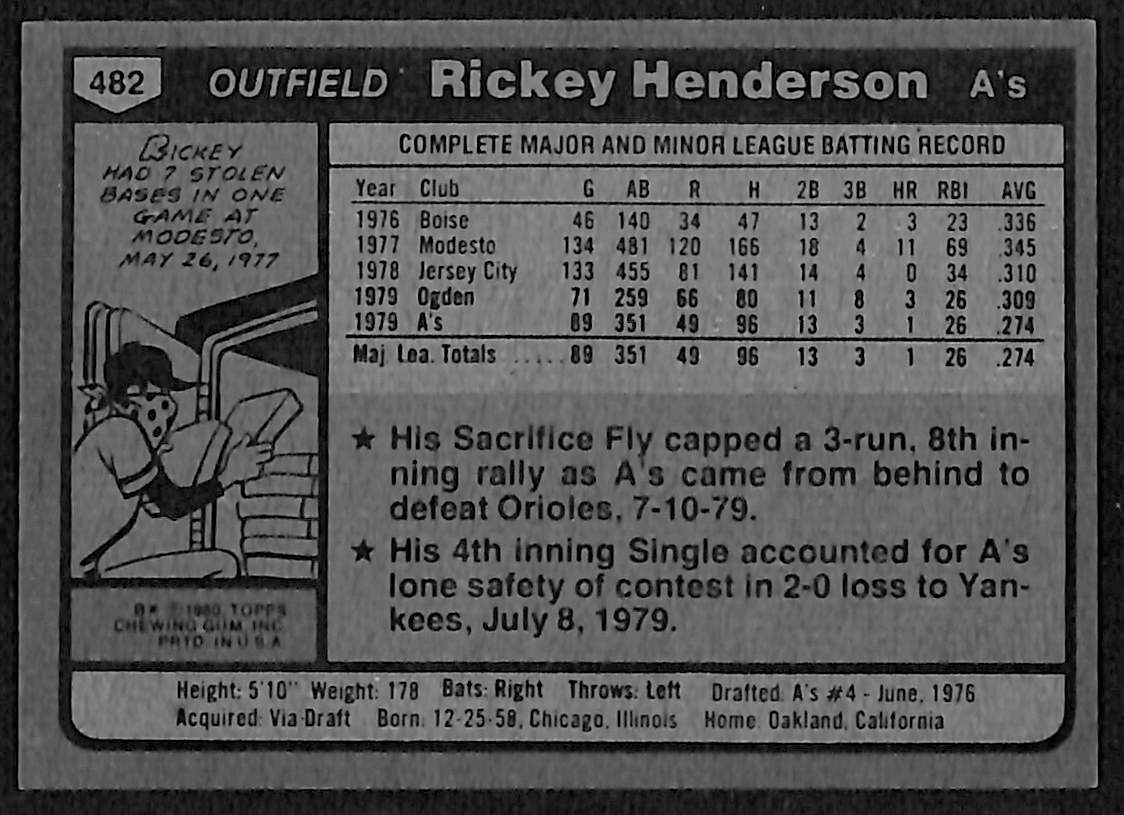 482 OUTFIELD Rickey Henderson A's
RICKEY
HAD 7 STOLEN
BASES IN ONE
GAME AT
MODESTO,
MAY 26, 1977
COMPLETE MAJOR AND MINOR LEAGUE BATTING RECORD
Year Club G AB R H 2B 3B HR RBI AVG
1976 Boise 46 140 34 47 13 2 3 23 .336
1977 Modesto 134 481 120 166 18 4 11 69 .345
1978 Jersey City 133 455 81 141 14 4 0 34 .310
1979 Ogden 71 259 66 80 11 8 3 26 .309
1979 A's 89 351 49 96 13 3 1 26 .274
Maj. Lea. Totals ..... 89 351 49 96 13 3 1 26 .274
★ His Sacrifice Fly capped a 3-run, 8th in-
ning rally as A's came from behind to
defeat Orioles, 7-10-79.
★ His 4th inning Single accounted for A's
lone safety of contest in 2-0 loss to Yan-
kees, July 8, 1979.
© 1980 TOPPS
CHEWING GUM, INC.
PRTD. IN U.S.A.
Height: 5'10" Weight: 178 Bats: Right Throws: Left Drafted: A's #4 - June, 1976
Acquired: Via Draft Born: 12-25-58, Chicago, Illinois Home: Oakland, California